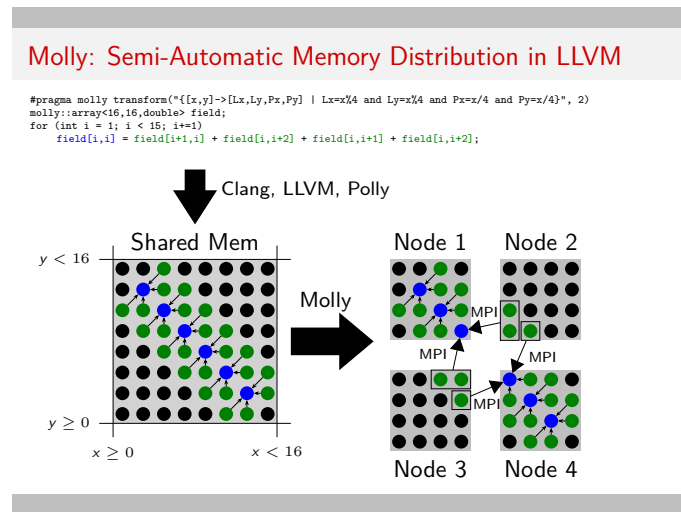 Molly: Semi-Automatic Memory Distribution in LLVM
#pragma molly transform("{[x,y]->[Lx,Ly,Px,Py] | Lx=x%4 and Ly=x%4 and Px=x/4 and Py=x/4}", 2)
molly::array<16,16,double> field;
for (int i = 1; i < 15; i+=1)
field[i,i] = field[i+1,i] + field[i,i+2] + field[i,i+1] + field[i,i+2];
Clang, LLVM, Polly
Shared Mem
y < 16
y ≥ 0
x ≥ 0
x < 16
Molly
Node 1
Node 2
MPI
MPI
MPI
MPI
Node 3
Node 4